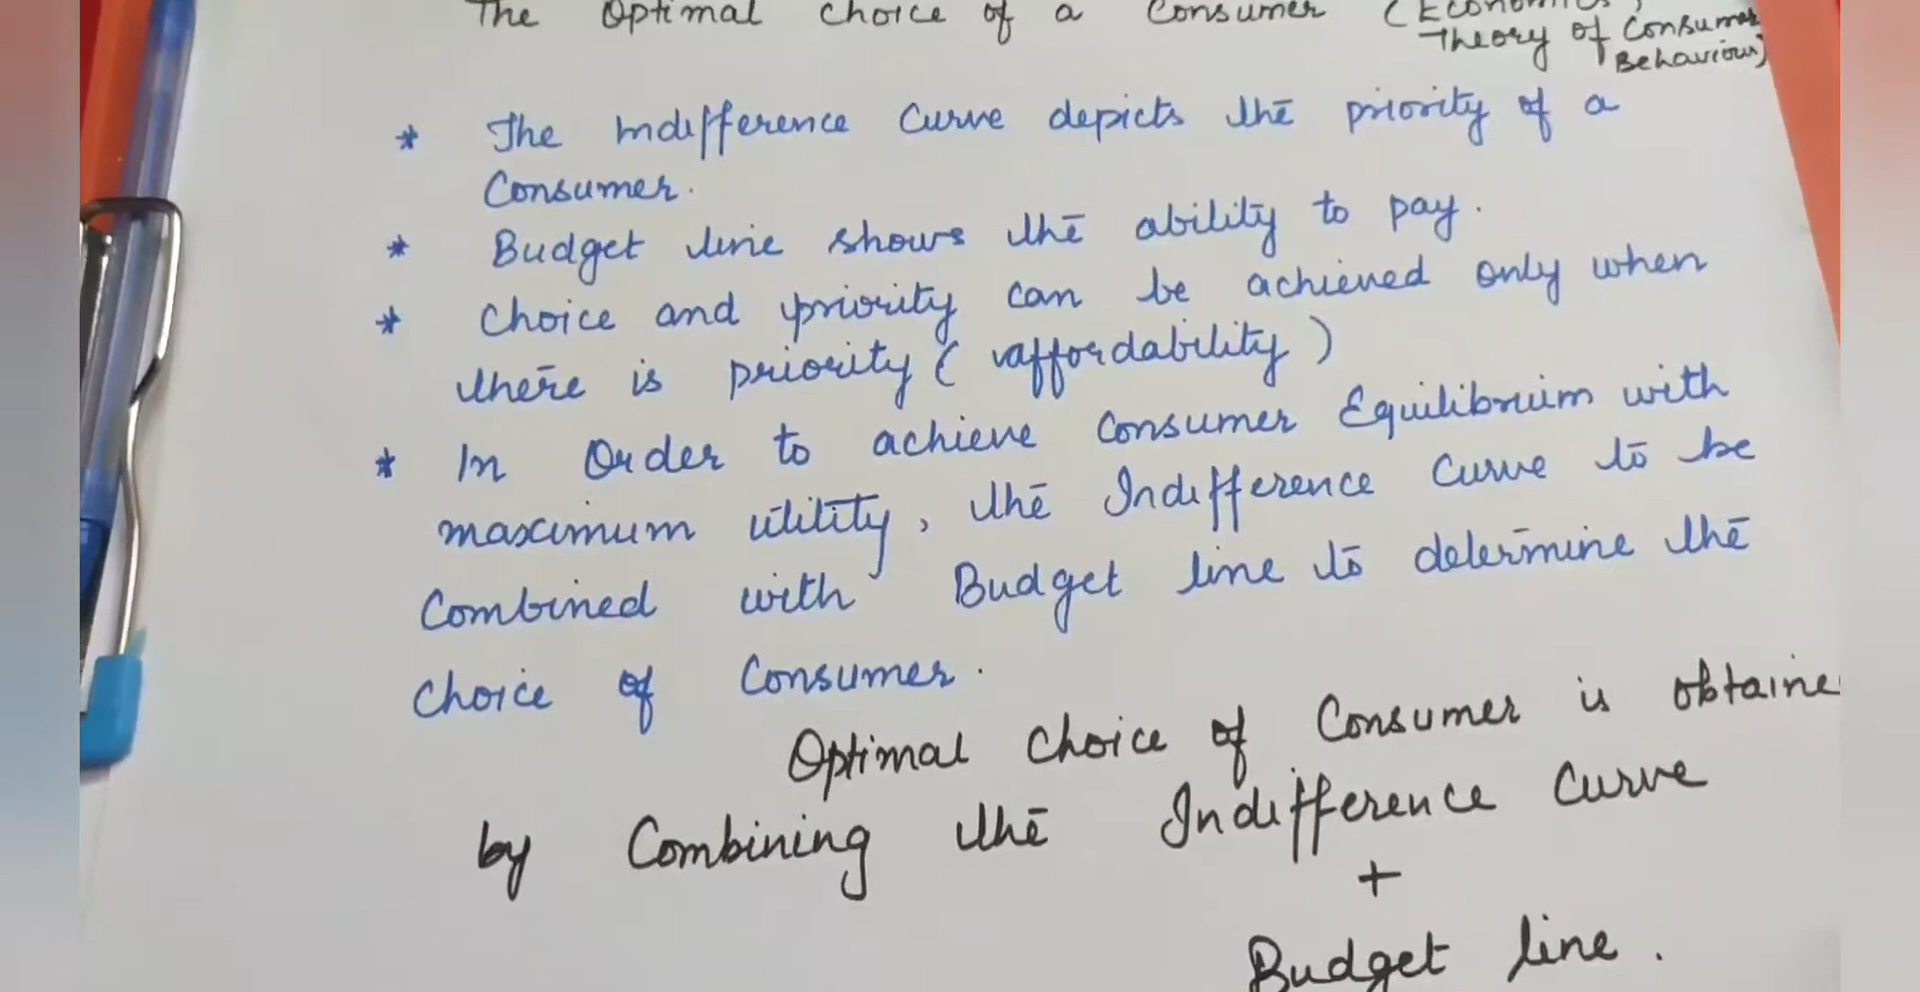 The Optimal Choice of a Consumer (Economics,
Theory of Consumer
Behaviour)
* The Indifference Curve depicts the priority of a
Consumer.
* Budget line shows the ability to pay.
* Choice and priority can be achieved only when
there is priority (affordability)
* In Order to achieve Consumer Equilibrium with
maximum utility, the Indifference Curve to be
Combined with Budget line to determine the
Choice of Consumer.
Optimal Choice of Consumer is obtaine
by Combining the Indifference Curve
+
Budget line.